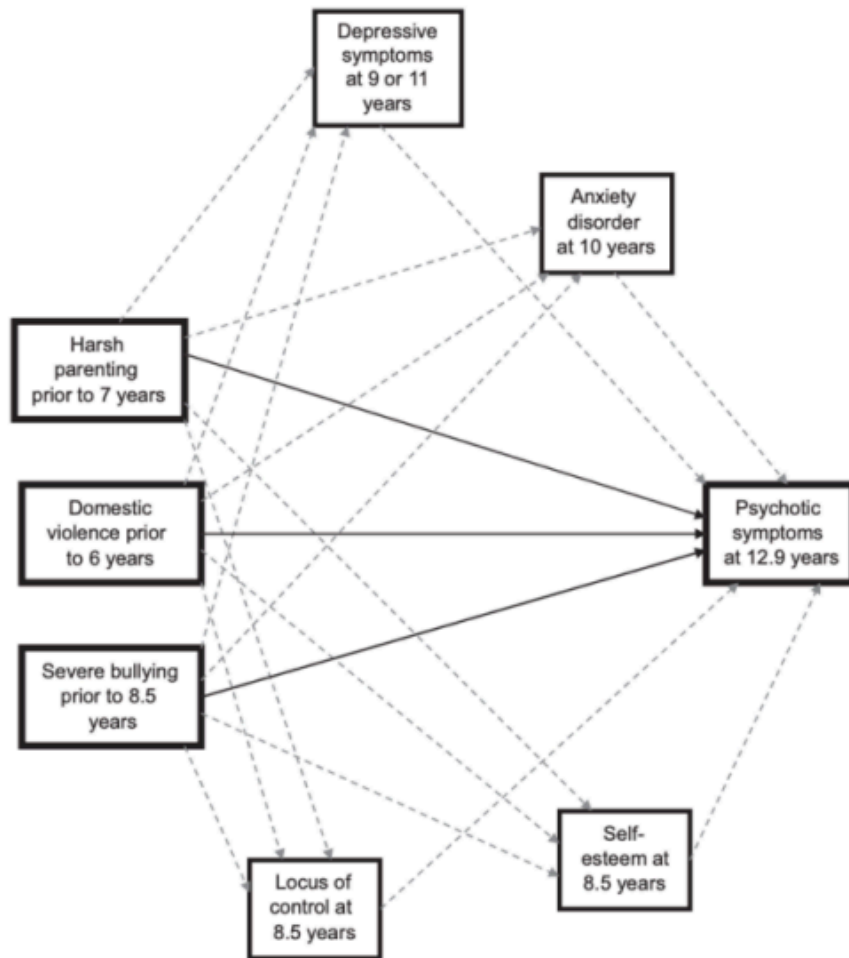 Depressive
symptoms
at 9 or 11
years
Anxiety
disorder
at 10 years
Harsh
parenting
prior to 7 years
Domestic
violence prior
to 6 years
Psychotic
symptoms
at 12.9 years
Severe bullying
prior to 8.5
years
Self-
esteem at
8.5 years
Locus of
control at
8.5 years